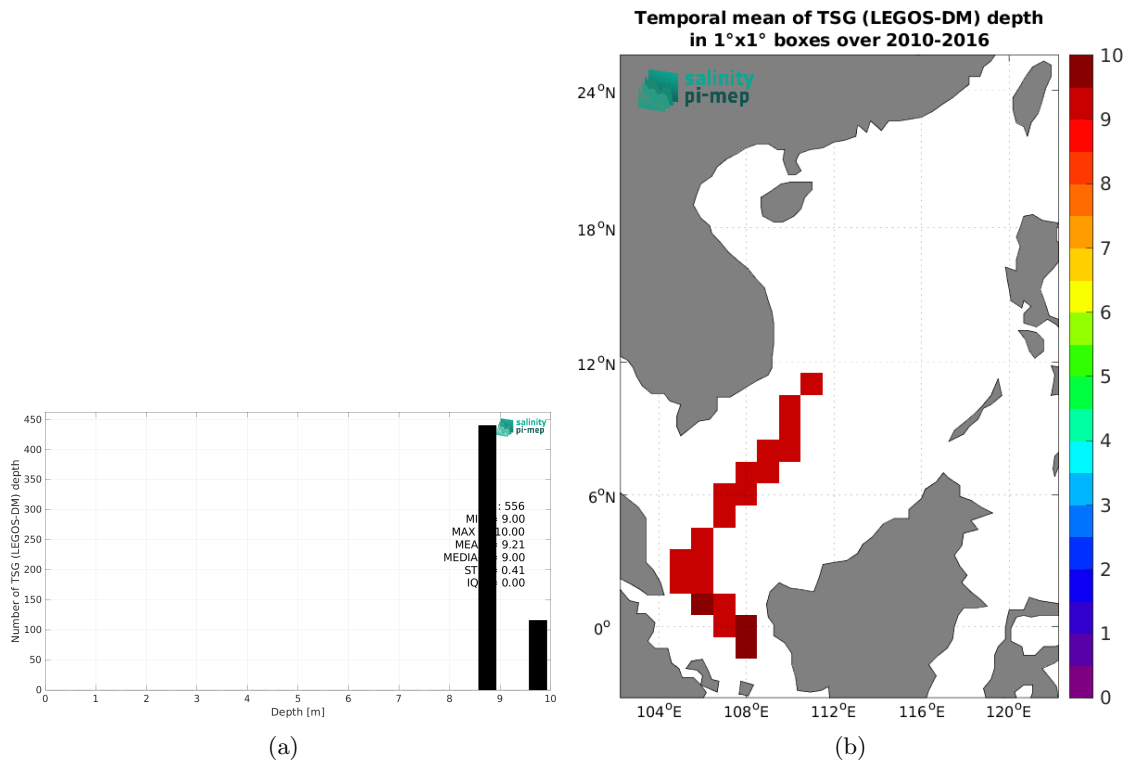 Temporal mean of TSG (LEGOS-DM) depth
in 1°x1° boxes over 2010-2016
salinity
pi-mep
24°N
18°N
12°N
6°N
0°
104°E 108°E 112°E 116°E 120°E
10
9
8
7
6
5
4
3
2
1
0
Number of TSG (LEGOS-DM) depth
450
400
350
300
250
200
150
100
50
0
salinity
pi-mep
: 556
9.00
MAX 10.00
9.21
MEDIA 9.00
0.41
0.00
0 1 2 3 4 5 6 7 8 9 10
Depth [m]
(a)
(b)